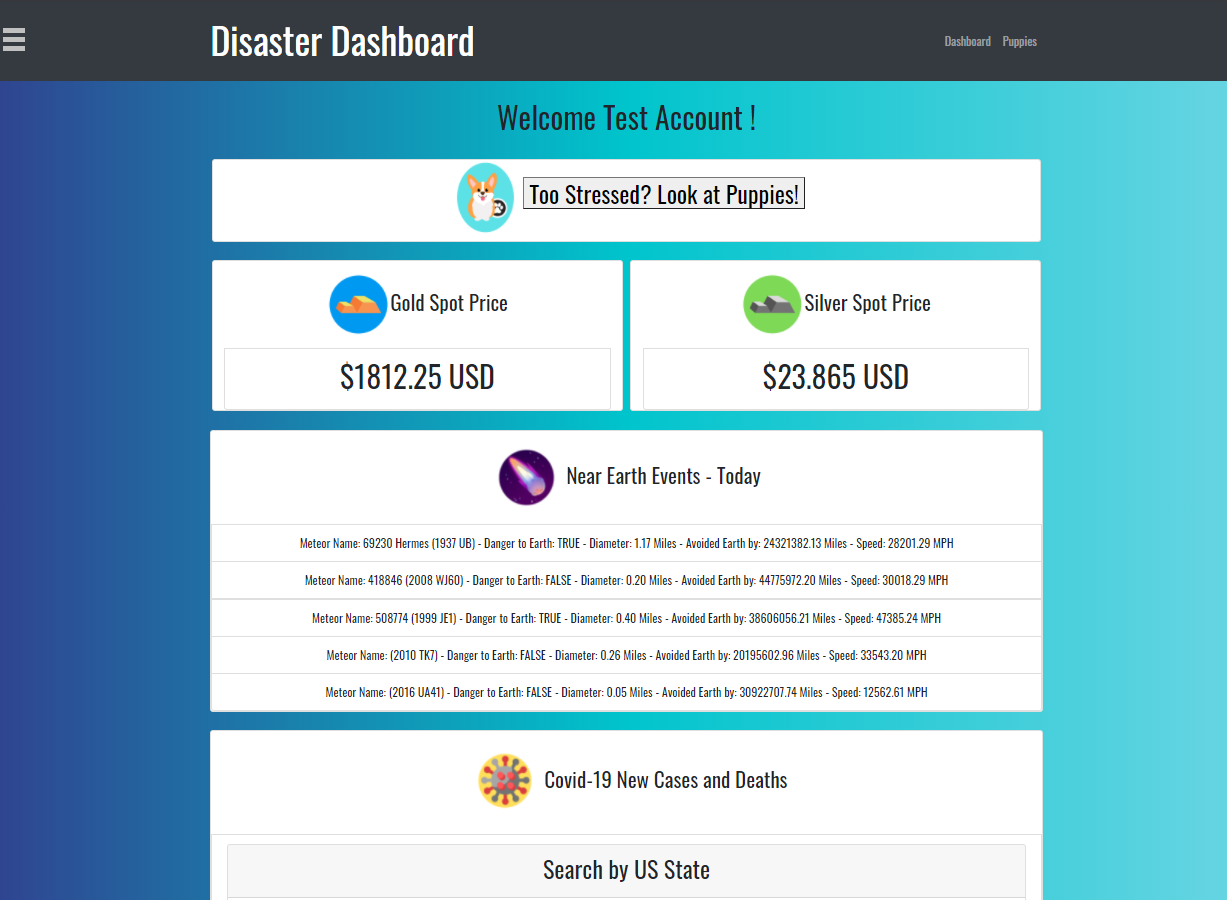 Disaster Dashboard
Dashboard Puppies
Welcome Test Account !
Too Stressed? Look at Puppies!
Gold Spot Price
$1812.25 USD
Silver Spot Price
$23.865 USD
Near Earth Events - Today
Meteor Name: 69230 Hermes (1937 UB) - Danger to Earth: TRUE - Diameter: 1.17 Miles - Avoided Earth by: 24321382.13 Miles - Speed: 28201.29 MPH
Meteor Name: 418846 (2008 WJ60) - Danger to Earth: FALSE - Diameter: 0.20 Miles - Avoided Earth by: 44775972.20 Miles - Speed: 30018.29 MPH
Meteor Name: 508774 (1999 JE1) - Danger to Earth: TRUE - Diameter: 0.40 Miles - Avoided Earth by: 38606056.21 Miles - Speed: 47385.24 MPH
Meteor Name: (2010 TK7) - Danger to Earth: FALSE - Diameter: 0.26 Miles - Avoided Earth by: 20195602.96 Miles - Speed: 33543.20 MPH
Meteor Name: (2016 UA41) - Danger to Earth: FALSE - Diameter: 0.05 Miles - Avoided Earth by: 30922707.74 Miles - Speed: 12562.61 MPH
Covid-19 New Cases and Deaths
Search by US State